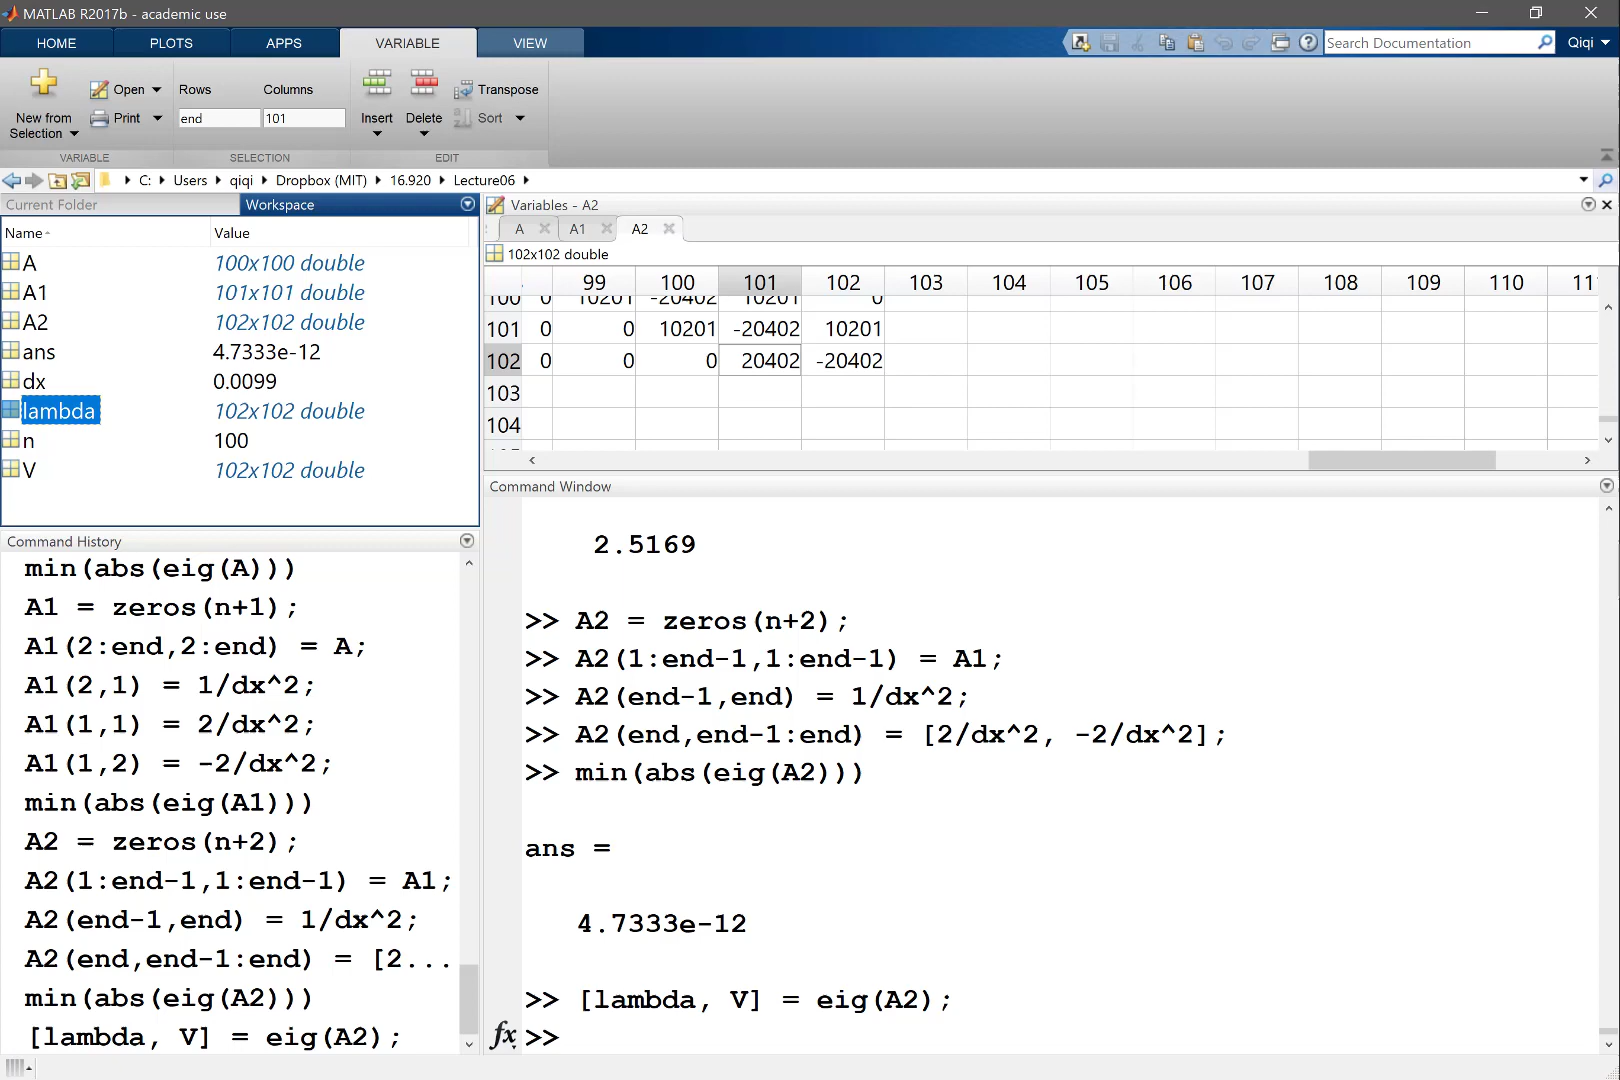 MATLAB R2017b - academic use
HOME PLOTS APPS VARIABLE VIEW Search Documentation Qiqi
New from Selection Open Print Rows Columns end 101 Insert Delete Transpose Sort
VARIABLE SELECTION EDIT
C: Users qiqi Dropbox (MIT) 16.920 Lecture06
Current Folder Workspace
Name Value
A 100x100 double
A1 101x101 double
A2 102x102 double
ans 4.7333e-12
dx 0.0099
lambda 102x102 double
n 100
V 102x102 double
Command History
min(abs(eig(A)))
A1 = zeros(n+1);
A1(2:end,2:end) = A;
A1(2,1) = 1/dx^2;
A1(1,1) = 2/dx^2;
A1(1,2) = -2/dx^2;
min(abs(eig(A1)))
A2 = zeros(n+2);
A2(1:end-1,1:end-1) = A1;
A2(end-1,end) = 1/dx^2;
A2(end,end-1:end) = [2...
min(abs(eig(A2)))
[lambda, V] = eig(A2);
Variables - A2
A A1 A2
102x102 double
99 100 101 102 103 104 105 106 107 108 109 110 11
100 0 10201 -20402 10201 0
101 0 0 10201 -20402 10201
102 0 0 0 20402 -20402
103
104
Command Window
2.5169
>> A2 = zeros(n+2);
>> A2(1:end-1,1:end-1) = A1;
>> A2(end-1,end) = 1/dx^2;
>> A2(end,end-1:end) = [2/dx^2, -2/dx^2];
>> min(abs(eig(A2)))
ans =
4.7333e-12
>> [lambda, V] = eig(A2);
fx >>